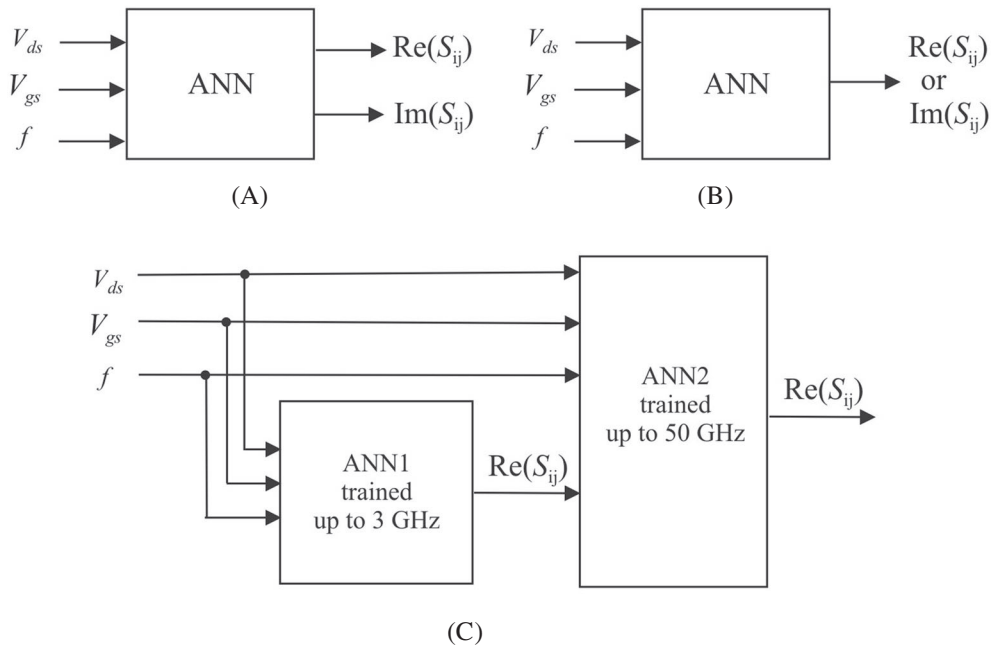 V_ds
V_gs
f
ANN
Re(S_ij)
Im(S_ij)
(A)
V_ds
V_gs
f
ANN
Re(S_ij)
or
Im(S_ij)
(B)
V_ds
V_gs
f
ANN1
trained
up to 3 GHz
Re(S_ij)
ANN2
trained
up to 50 GHz
Re(S_ij)
(C)